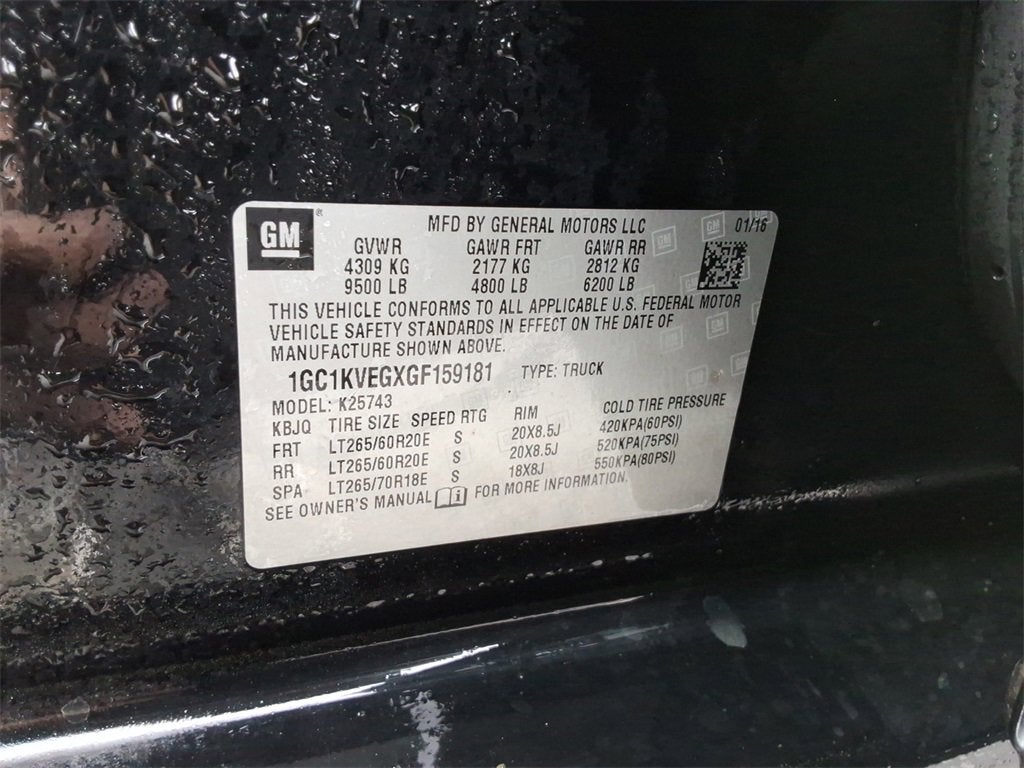 GM ®
MFD BY GENERAL MOTORS LLC 01/16
GVWR GAWR FRT GAWR RR
4309 KG 2177 KG 2812 KG
9500 LB 4800 LB 6200 LB
THIS VEHICLE CONFORMS TO ALL APPLICABLE U.S. FEDERAL MOTOR
VEHICLE SAFETY STANDARDS IN EFFECT ON THE DATE OF
MANUFACTURE SHOWN ABOVE.
1GC1KVEGXGF159181 TYPE: TRUCK
MODEL: K25743
KBJQ TIRE SIZE SPEED RTG RIM COLD TIRE PRESSURE
FRT LT265/60R20E S 20X8.5J 420KPA(60PSI)
RR LT265/60R20E S 20X8.5J 520KPA(75PSI)
SPA LT265/70R18E S 18X8J 550KPA(80PSI)
SEE OWNER'S MANUAL FOR MORE INFORMATION.